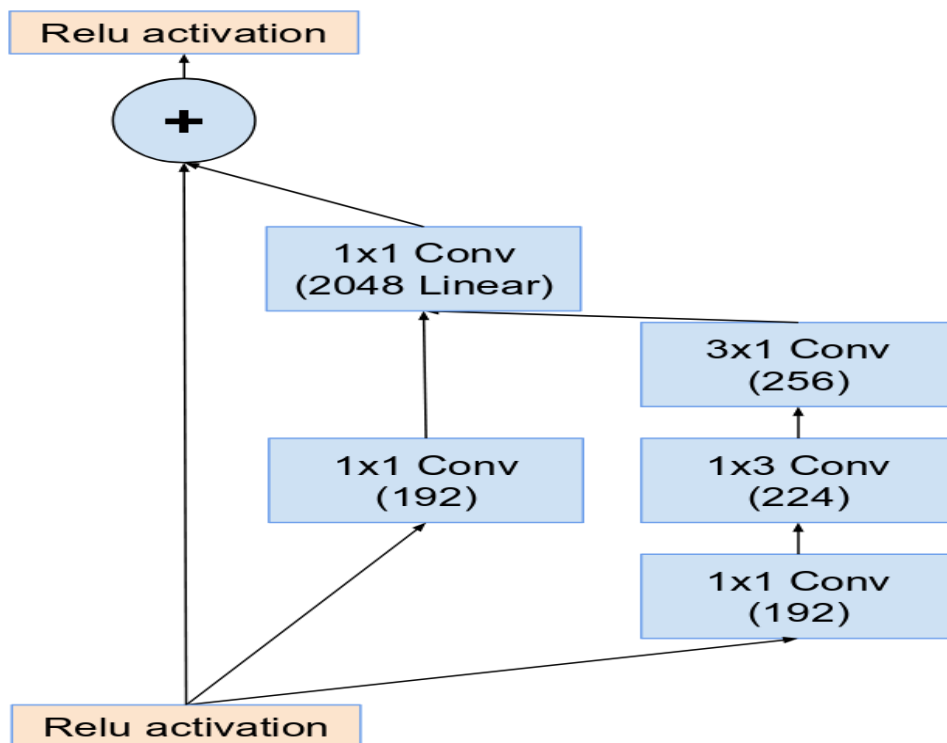 Relu activation
+
1x1 Conv
(2048 Linear)
3x1 Conv
(256)
1x1 Conv
(192)
1x3 Conv
(224)
1x1 Conv
(192)
Relu activation